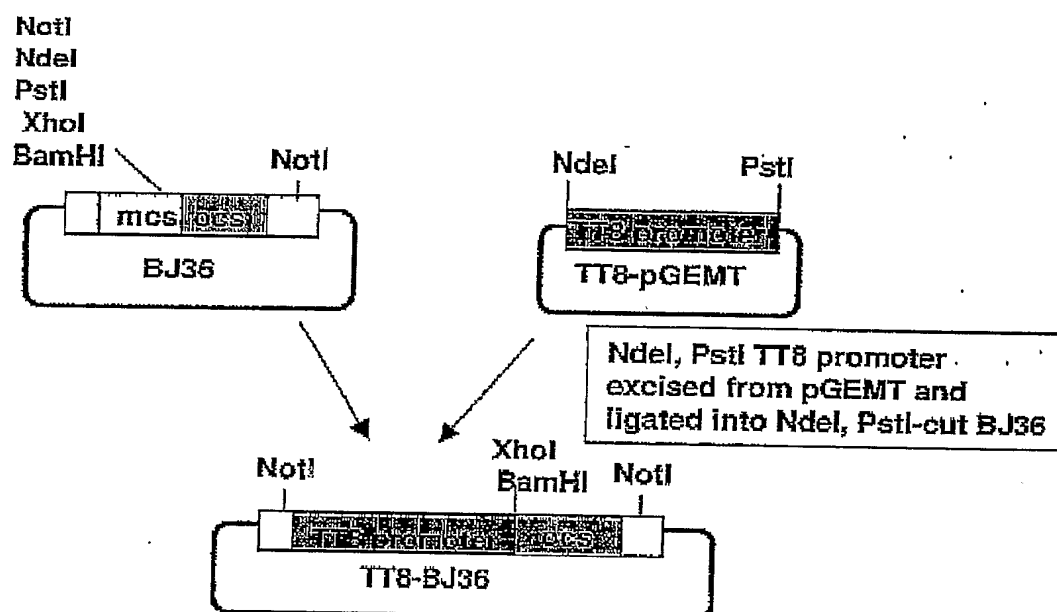 NotI
NdeI
PstI
XhoI
BamHI
NotI
mcs
ocs
BJ36
NdeI
PstI
TT8 promoter
TT8-pGEMT
NdeI, PstI TT8 promoter
excised from pGEMT and
ligated into NdeI, PstI-cut BJ36
NotI
XhoI
BamHI
NotI
TT8 promoter
ocs
TT8-BJ36